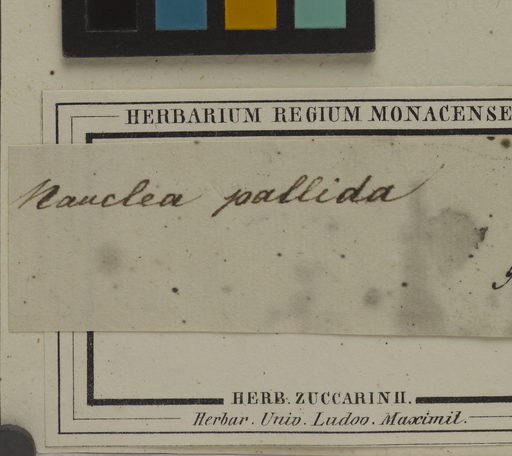 HERBARIUM REGIUM MONACENSE
Nauclea pallida
HERB. ZUCCARINII.
Herbar. Univ. Ludov. Maximil.